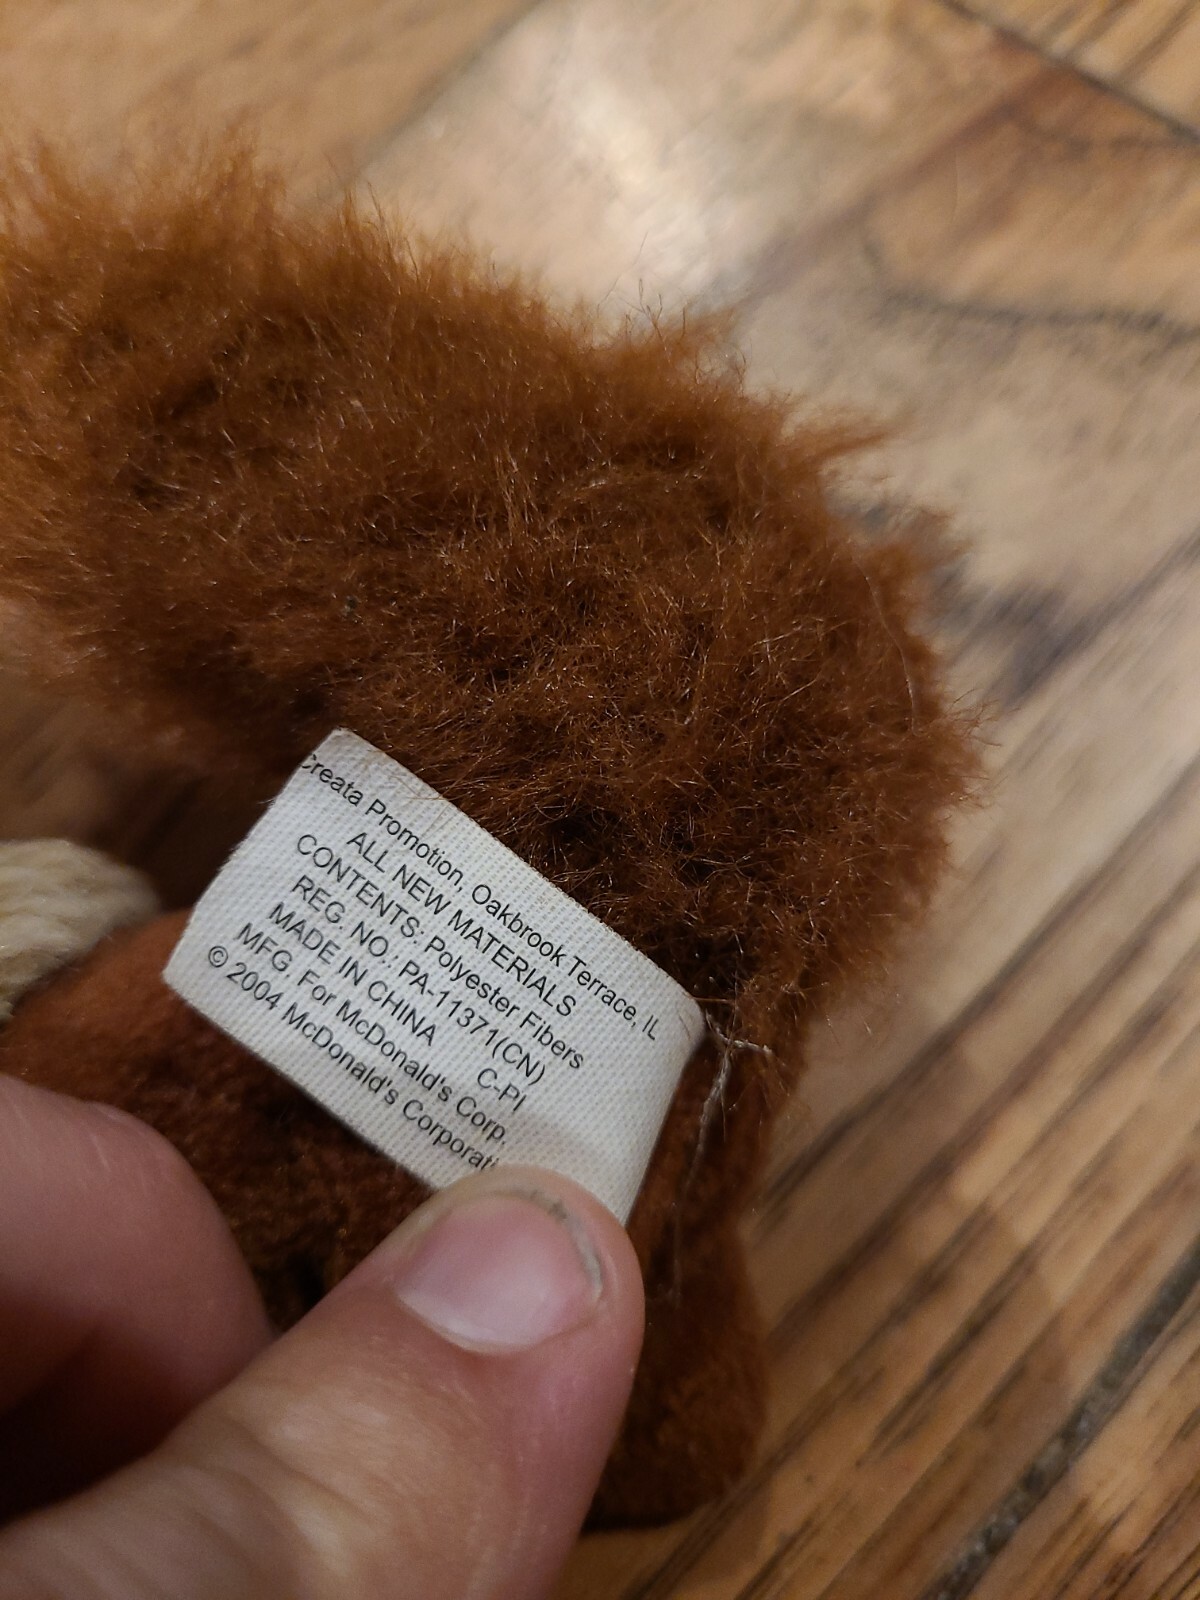 Creata Promotion, Oakbrook Terrace, IL
ALL NEW MATERIALS
CONTENTS: Polyester Fibers
REG. NO.: PA-11371(CN)
MADE IN CHINA C-PI
MFG For McDonald's Corp.
© 2004 McDonald's Corporati